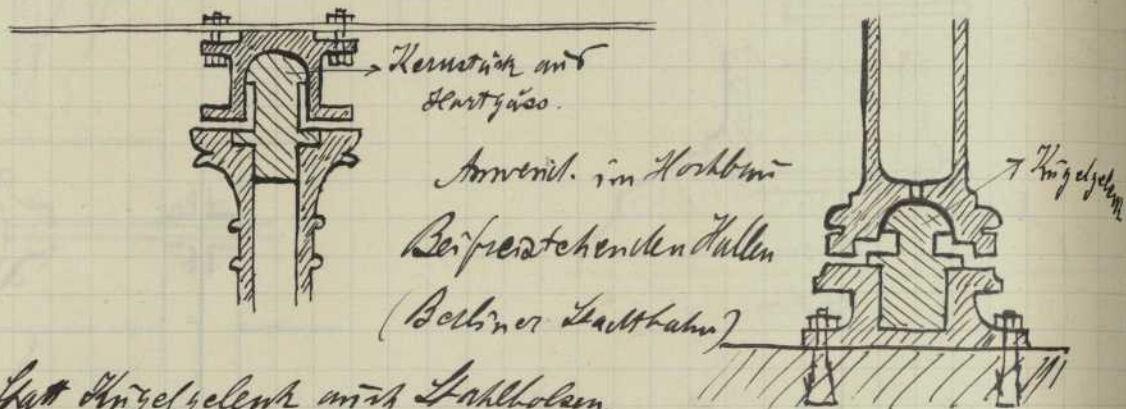 Kernstück aus
Hartguss.
Anwend. im Hochbau
Kugelgelenk
Bei freistehenden Hallen
(Berliner Stadtbahn)
Statt Kugelgelenk auch Stahlbolzen